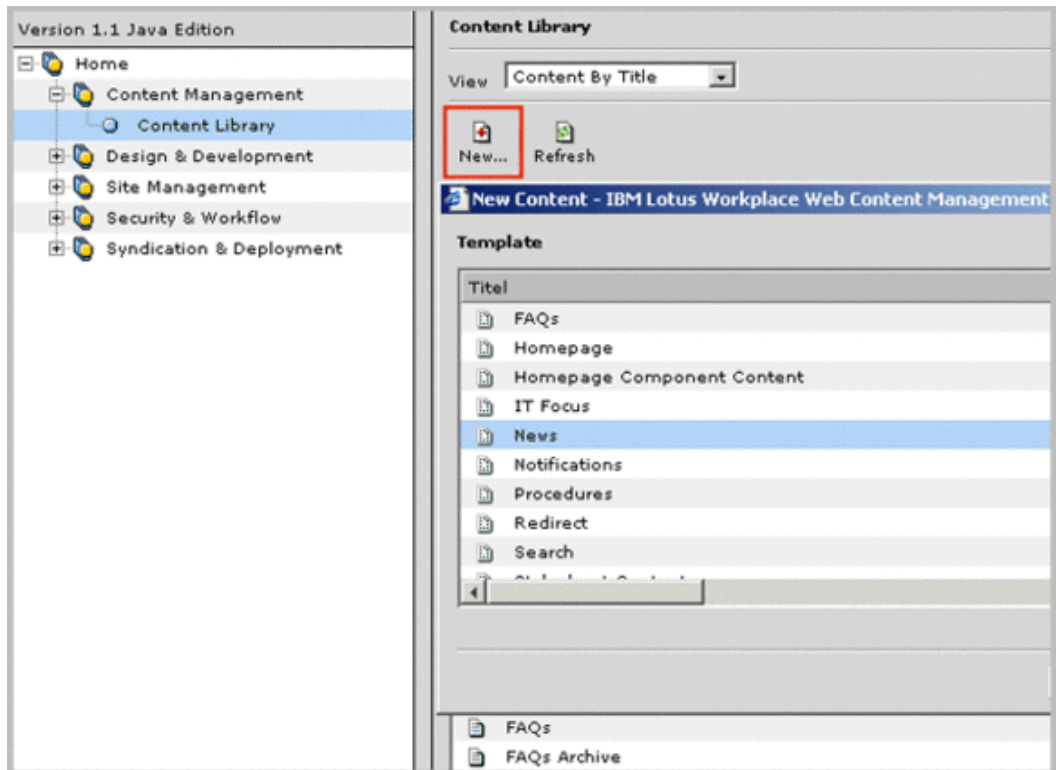 Version 1.1 Java Edition
Home
Content Management
Content Library
Design & Development
Site Management
Security & Workflow
Syndication & Deployment
Content Library
View Content By Title
New... Refresh
New Content - IBM Lotus Workplace Web Content Management
Template
Titel
FAQs
Homepage
Homepage Component Content
IT Focus
News
Notifications
Procedures
Redirect
Search
FAQs
FAQs Archive